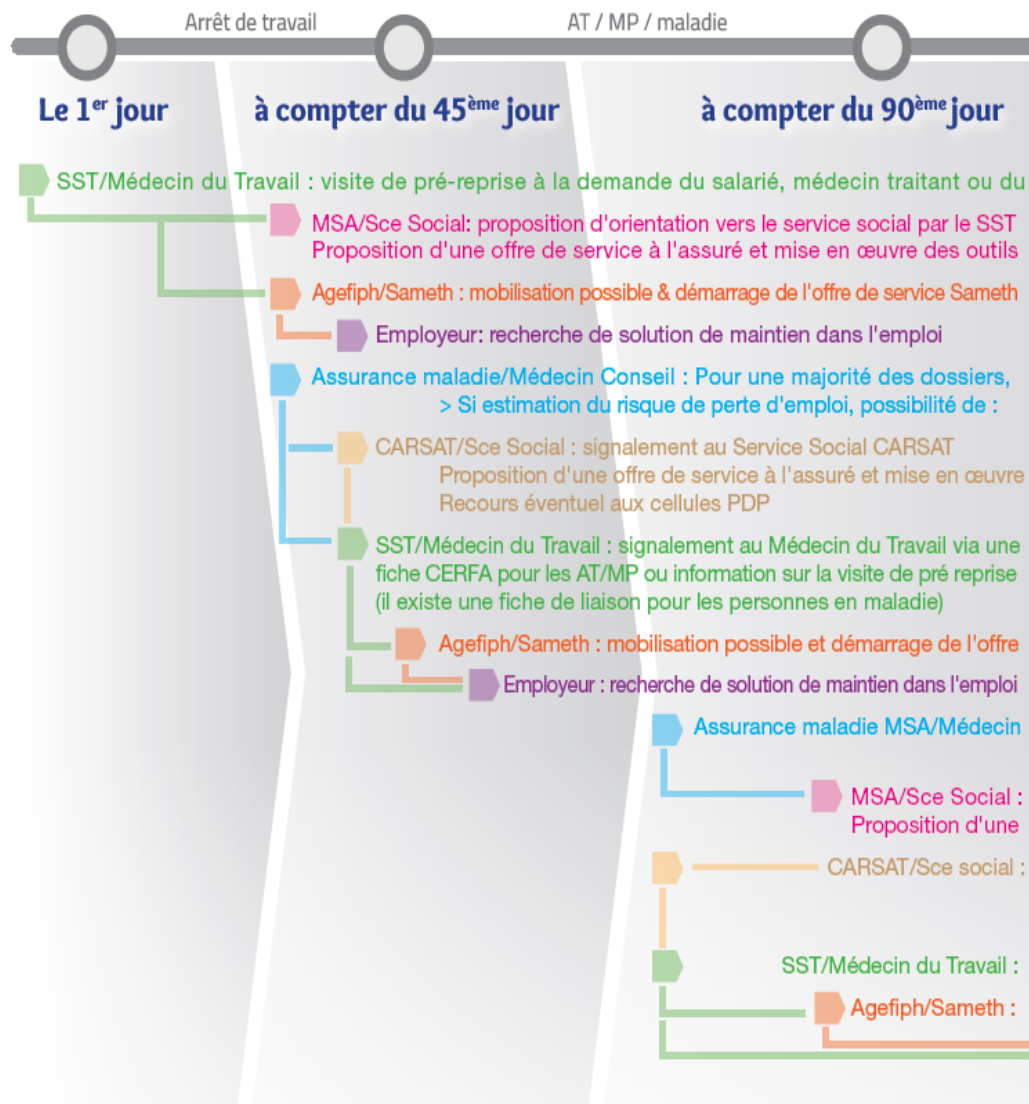 Arrêt de travail
AT / MP / maladie
Le 1er jour
à compter du 45ème jour
à compter du 90ème jour
SST/Médecin du Travail : visite de pré-reprise à la demande du salarié, médecin traitant ou du
MSA/Sce Social: proposition d'orientation vers le service social par le SST
Proposition d'une offre de service à l'assuré et mise en œuvre des outils
Agefiph/Sameth : mobilisation possible & démarrage de l'offre de service Sameth
Employeur: recherche de solution de maintien dans l'emploi
Assurance maladie/Médecin Conseil : Pour une majorité des dossiers,
> Si estimation du risque de perte d'emploi, possibilité de :
CARSAT/Sce Social : signalement au Service Social CARSAT
Proposition d'une offre de service à l'assuré et mise en œuvre
Recours éventuel aux cellules PDP
SST/Médecin du Travail : signalement au Médecin du Travail via une
fiche CERFA pour les AT/MP ou information sur la visite de pré reprise
(il existe une fiche de liaison pour les personnes en maladie)
Agefiph/Sameth : mobilisation possible et démarrage de l'offre
Employeur : recherche de solution de maintien dans l'emploi
Assurance maladie MSA/Médecin
MSA/Sce Social :
Proposition d'une
CARSAT/Sce social :
SST/Médecin du Travail :
Agefiph/Sameth :